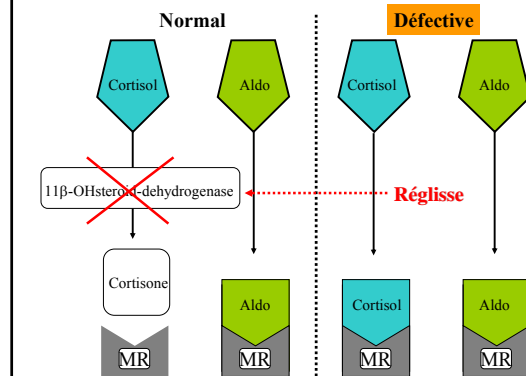 Normal
Défective
Cortisol
Aldo
Cortisol
Aldo
11β-OHsteroid-dehydrogenase
Réglisse
Cortisone
Aldo
Cortisol
Aldo
MR
MR
MR
MR